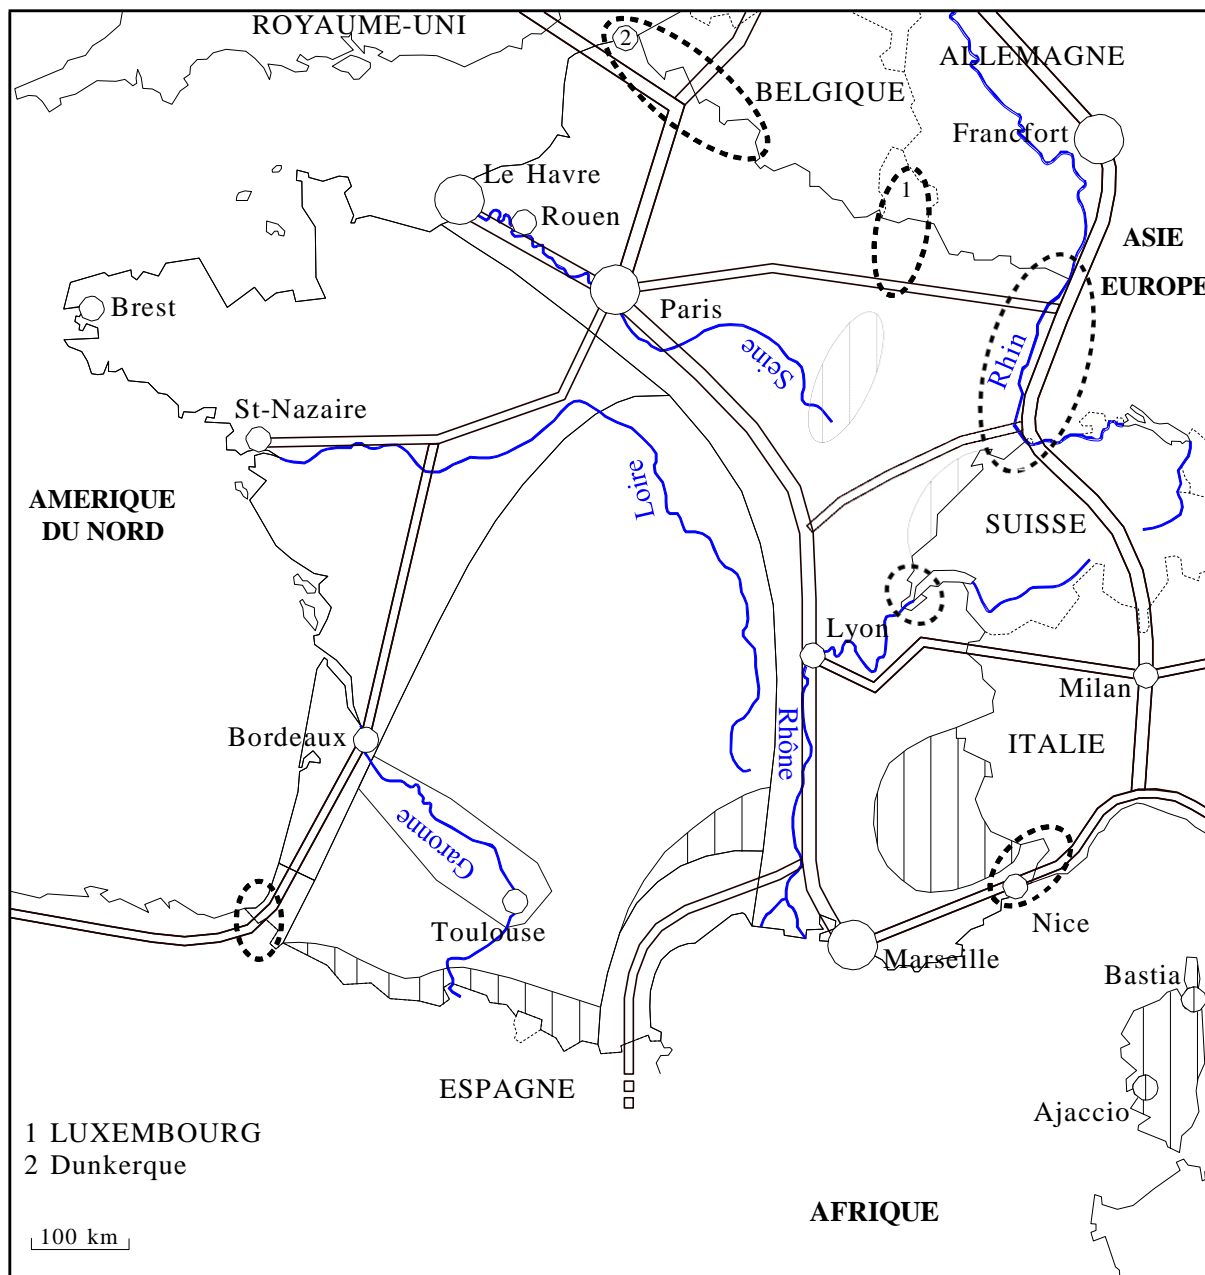 ROYAUME-UNI
2
ALLEMAGNE
BELGIQUE
Francfort
Le Havre
1
Rouen
ASIE
EUROPE
Brest
Paris
Seine
Rhin
St-Nazaire
Loire
AMÉRIQUE
DU NORD
SUISSE
Lyon
Milan
Bordeaux
Rhône
ITALIE
Garonne
Toulouse
Nice
Marseille
Bastia
ESPAGNE
Ajaccio
1 LUXEMBOURG
2 Dunkerque
AFRIQUE
100 km